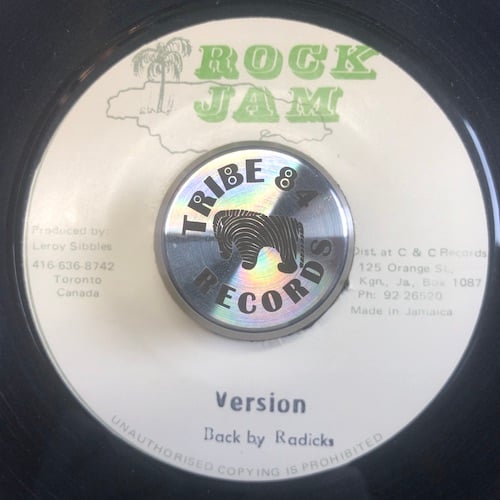 ROCK
JAM
TRIBE 84
RECORDS
Produced by:
Leroy Sibbles
416-636-8742
Toronto
Canada
Dist. at C & C Records
125 Orange St.,
Kgn., Ja, Box 1087
Ph: 92-26520
Made in Jamaica
Version
Back by Radicks
UNAUTHORISED COPYING IS PROHIBITED